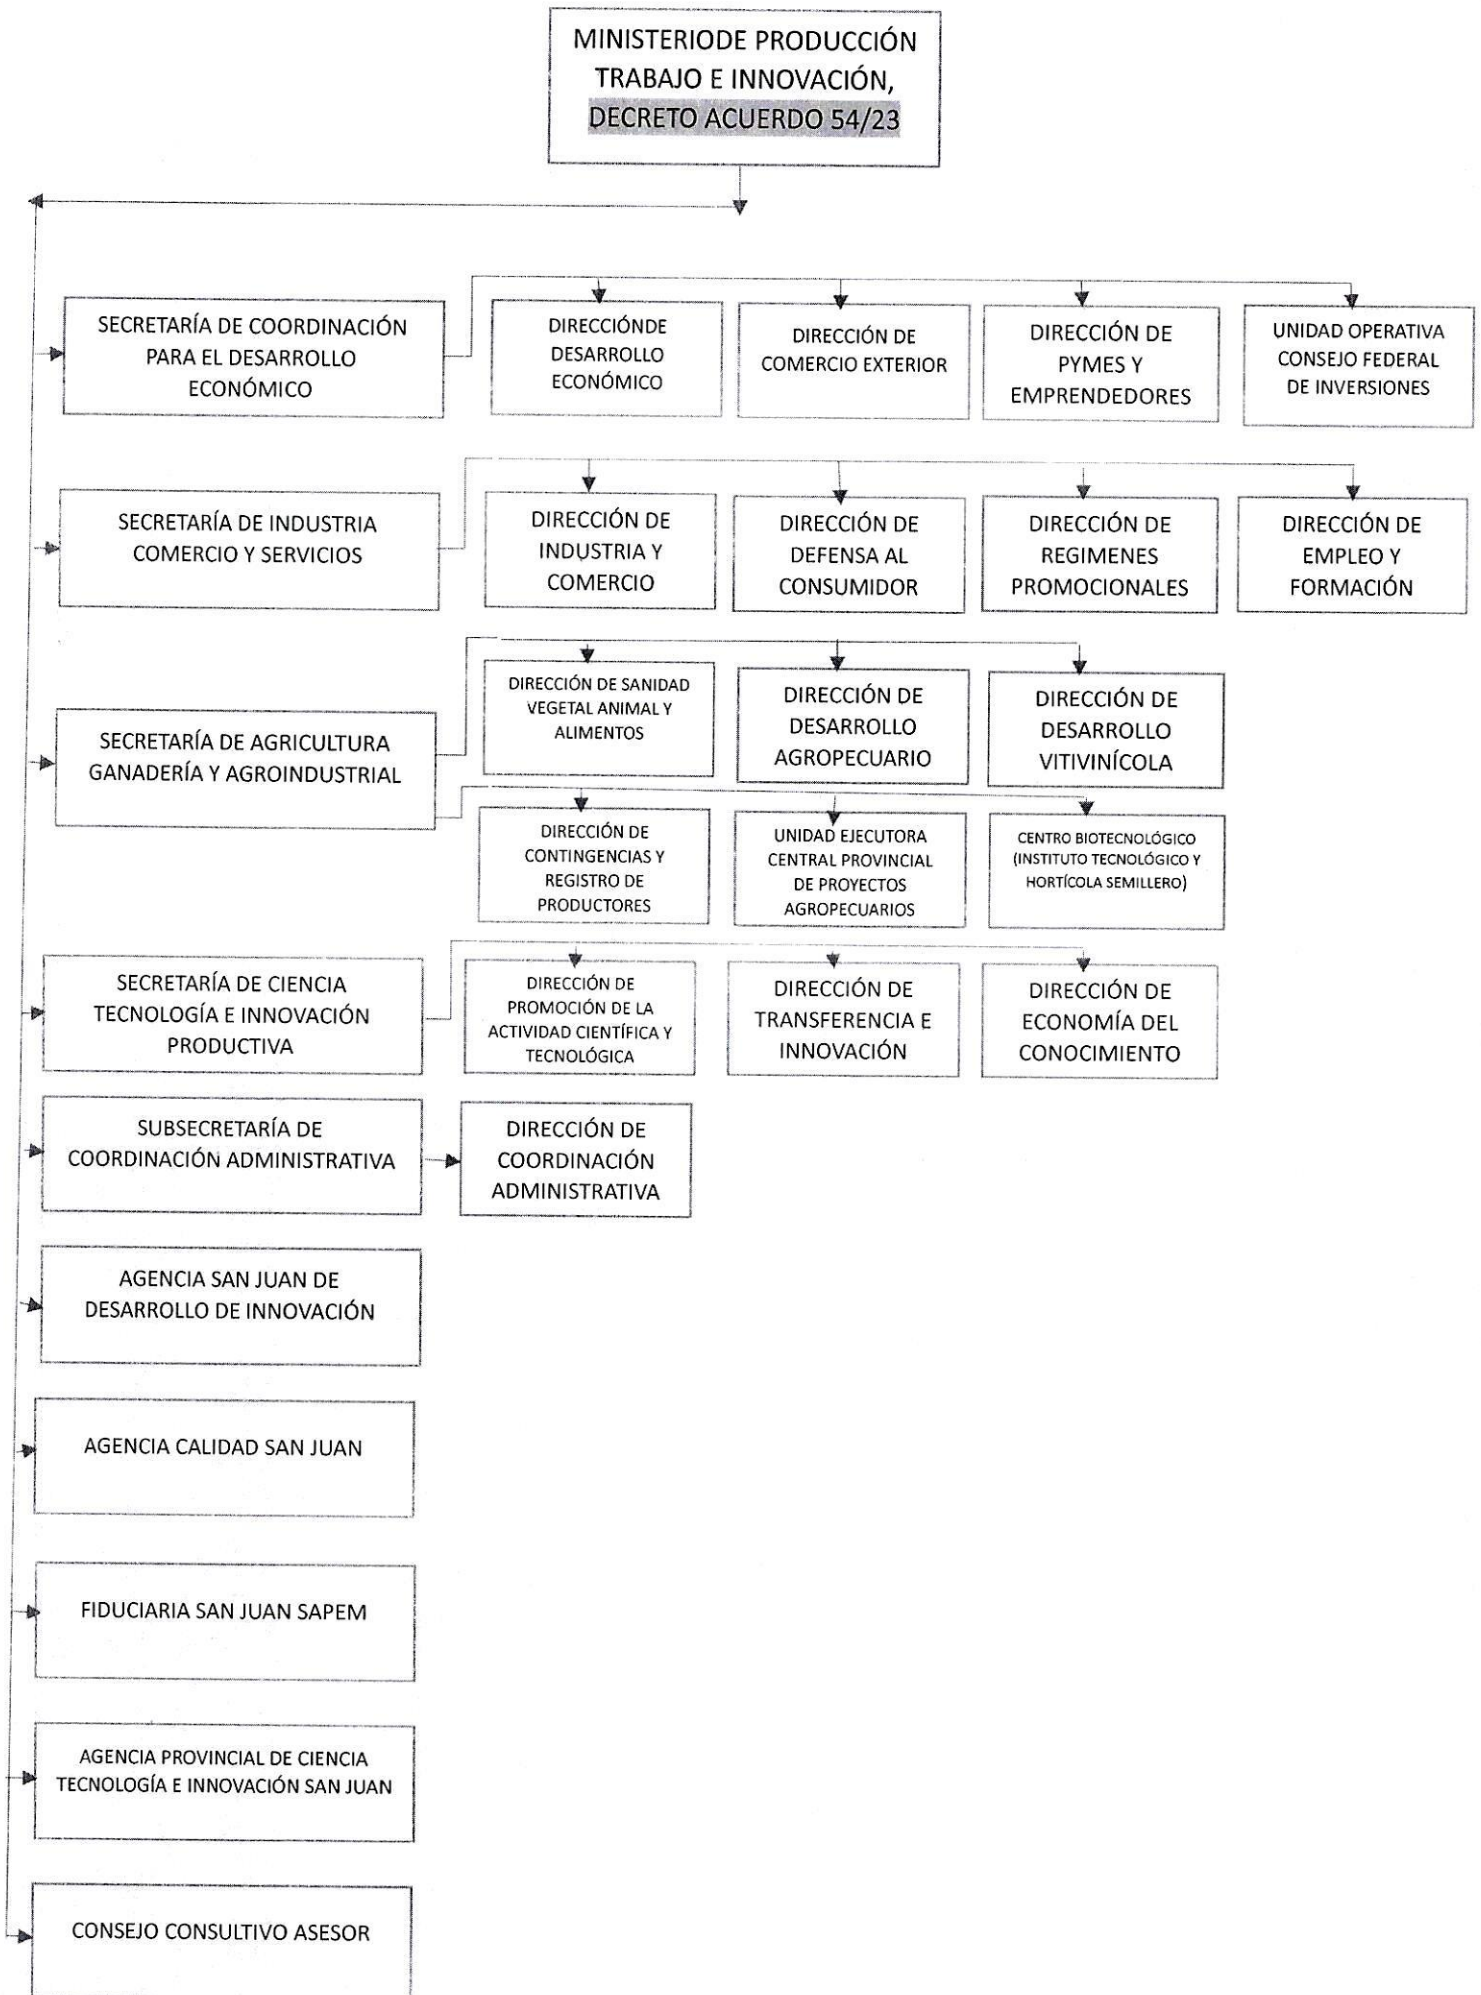 MINISTERIODE PRODUCCIÓN
TRABAJO E INNOVACIÓN,
DECRETO ACUERDO 54/23
SECRETARÍA DE COORDINACIÓN
PARA EL DESARROLLO
ECONÓMICO
DIRECCIÓNDE
DESARROLLO
ECONÓMICO
DIRECCIÓN DE
COMERCIO EXTERIOR
DIRECCIÓN DE
PYMES Y
EMPRENDEDORES
UNIDAD OPERATIVA
CONSEJO FEDERAL
DE INVERSIONES
SECRETARÍA DE INDUSTRIA
COMERCIO Y SERVICIOS
DIRECCIÓN DE
INDUSTRIA Y
COMERCIO
DIRECCIÓN DE
DEFENSA AL
CONSUMIDOR
DIRECCIÓN DE
REGIMENES
PROMOCIONALES
DIRECCIÓN DE
EMPLEO Y
FORMACIÓN
SECRETARÍA DE AGRICULTURA
GANADERÍA Y AGROINDUSTRIAL
DIRECCIÓN DE SANIDAD
VEGETAL ANIMAL Y
ALIMENTOS
DIRECCIÓN DE
DESARROLLO
AGROPECUARIO
DIRECCIÓN DE
DESARROLLO
VITIVINÍCOLA
DIRECCIÓN DE
CONTINGENCIAS Y
REGISTRO DE
PRODUCTORES
UNIDAD EJECUTORA
CENTRAL PROVINCIAL
DE PROYECTOS
AGROPECUARIOS
CENTRO BIOTECNOLÓGICO
(INSTITUTO TECNOLÓGICO Y
HORTÍCOLA SEMILLERO)
SECRETARÍA DE CIENCIA
TECNOLOGÍA E INNOVACIÓN
PRODUCTIVA
DIRECCIÓN DE
PROMOCIÓN DE LA
ACTIVIDAD CIENTÍFICA Y
TECNOLÓGICA
DIRECCIÓN DE
TRANSFERENCIA E
INNOVACIÓN
DIRECCIÓN DE
ECONOMÍA DEL
CONOCIMIENTO
SUBSECRETARÍA DE
COORDINACIÓN ADMINISTRATIVA
DIRECCIÓN DE
COORDINACIÓN
ADMINISTRATIVA
AGENCIA SAN JUAN DE
DESARROLLO DE INNOVACIÓN
AGENCIA CALIDAD SAN JUAN
FIDUCIARIA SAN JUAN SAPEM
AGENCIA PROVINCIAL DE CIENCIA
TECNOLOGÍA E INNOVACIÓN SAN JUAN
CONSEJO CONSULTIVO ASESOR